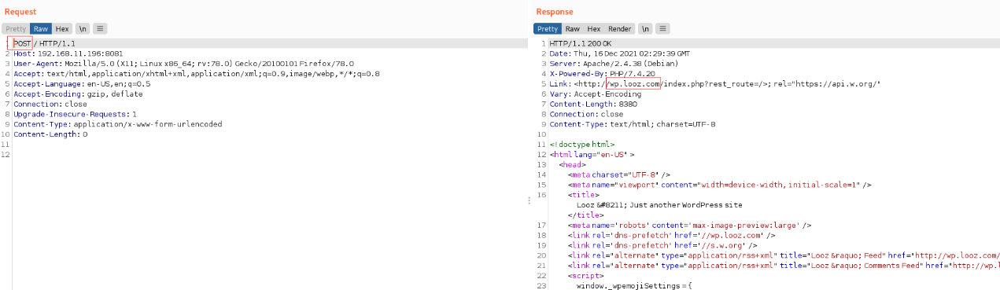 Request
Pretty Raw Hex \n
1 POST / HTTP/1.1
2 Host: 192.168.11.196:8081
3 User-Agent: Mozilla/5.0 (X11; Linux x86_64; rv:78.0) Gecko/20100101 Firefox/78.0
4 Accept: text/html,application/xhtml+xml,application/xml;q=0.9,image/webp,*/*;q=0.8
5 Accept-Language: en-US,en;q=0.5
6 Accept-Encoding: gzip, deflate
7 Connection: close
8 Upgrade-Insecure-Requests: 1
9 Content-Type: application/x-www-form-urlencoded
10 Content-Length: 0
11
12
Response
Pretty Raw Hex Render \n
1 HTTP/1.1 200 OK
2 Date: Thu, 16 Dec 2021 02:29:39 GMT
3 Server: Apache/2.4.38 (Debian)
4 X-Powered-By: PHP/7.4.20
5 Link: <http://wp.looz.com/index.php?rest_route=/>; rel="https://api.w.org/"
6 Vary: Accept-Encoding
7 Content-Length: 8380
8 Connection: close
9 Content-Type: text/html; charset=UTF-8
10
11 <!doctype html>
12 <html lang="en-US" >
13 <head>
14 <meta charset="UTF-8" />
15 <meta name="viewport" content="width=device-width, initial-scale=1" />
16 <title>
Looz &#8211; Just another WordPress site
</title>
17 <meta name='robots' content='max-image-preview:large' />
18 <link rel='dns-prefetch' href='//wp.looz.com' />
19 <link rel='dns-prefetch' href='//s.w.org' />
20 <link rel="alternate" type="application/rss+xml" title="Looz &raquo; Feed" href="http://wp.looz.com/
21 <link rel="alternate" type="application/rss+xml" title="Looz &raquo; Comments Feed" href="http://wp.l
22 <script>
23 window._wpemojiSettings = {